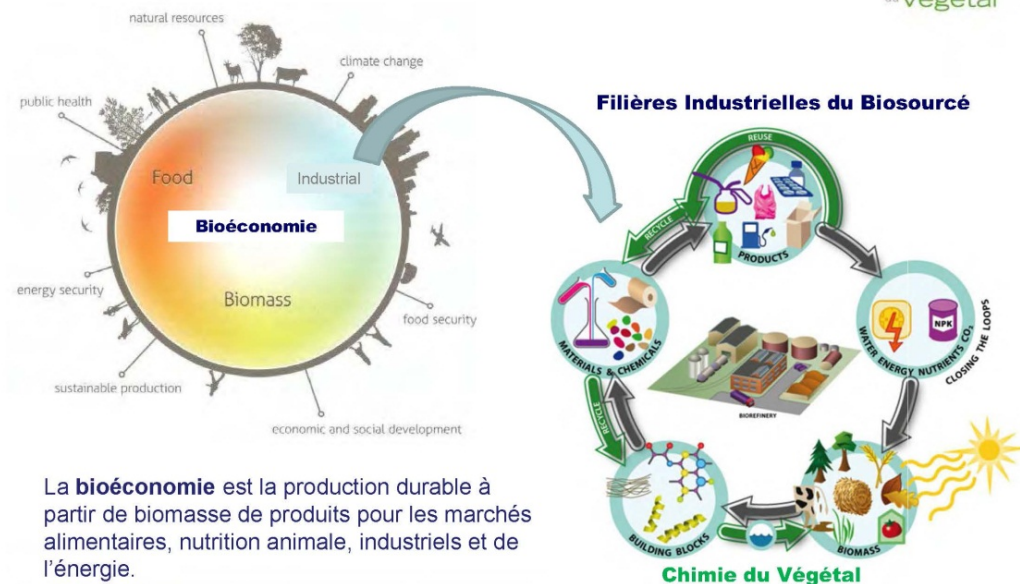 végétal
natural resources
climate change
public health
Food
Industrial
Bioéconomie
Biomass
energy security
food security
sustainable production
economic and social development
La bioéconomie est la production durable à
partir de biomasse de produits pour les marchés
alimentaires, nutrition animale, industriels et de
l'énergie.
Filières Industrielles du Biosourcé
REUSE
RECYCLE
PRODUCTS
MATERIALS & CHEMICALS
NPK
WATER ENERGY NUTRIENTS CO₂
CLOSING THE LOOPS
BIOREFINERY
RECYCLE
BUILDING BLOCKS
BIOMASS
Chimie du Végétal